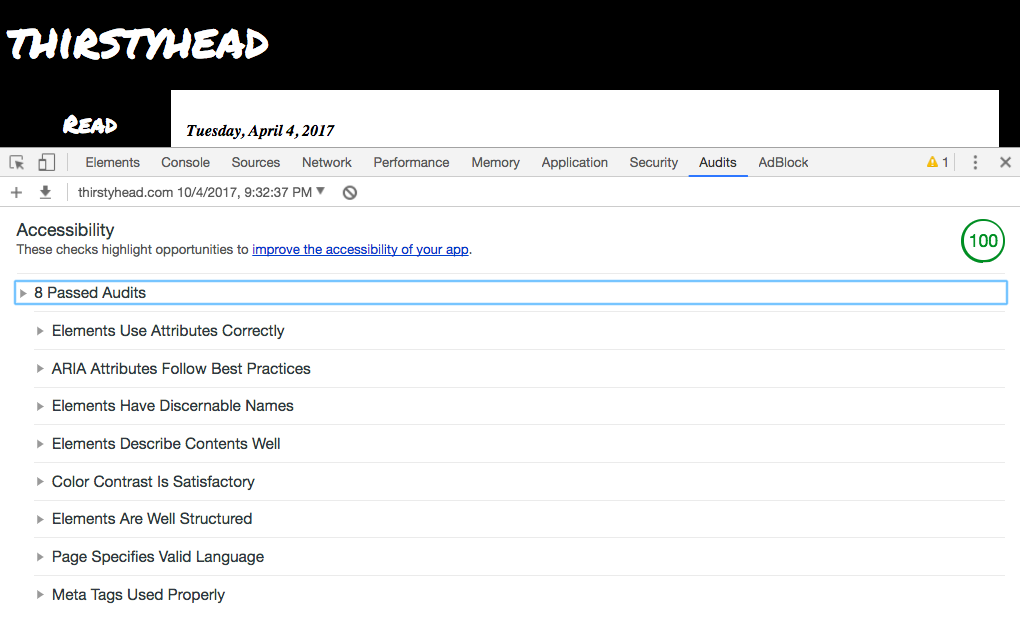 THIRSTYHEAD
READ
Tuesday, April 4, 2017
Elements Console Sources Network Performance Memory Application Security Audits AdBlock 1
thirstyhead.com 10/4/2017, 9:32:37 PM
Accessibility
These checks highlight opportunities to improve the accessibility of your app.
100
8 Passed Audits
Elements Use Attributes Correctly
ARIA Attributes Follow Best Practices
Elements Have Discernable Names
Elements Describe Contents Well
Color Contrast Is Satisfactory
Elements Are Well Structured
Page Specifies Valid Language
Meta Tags Used Properly